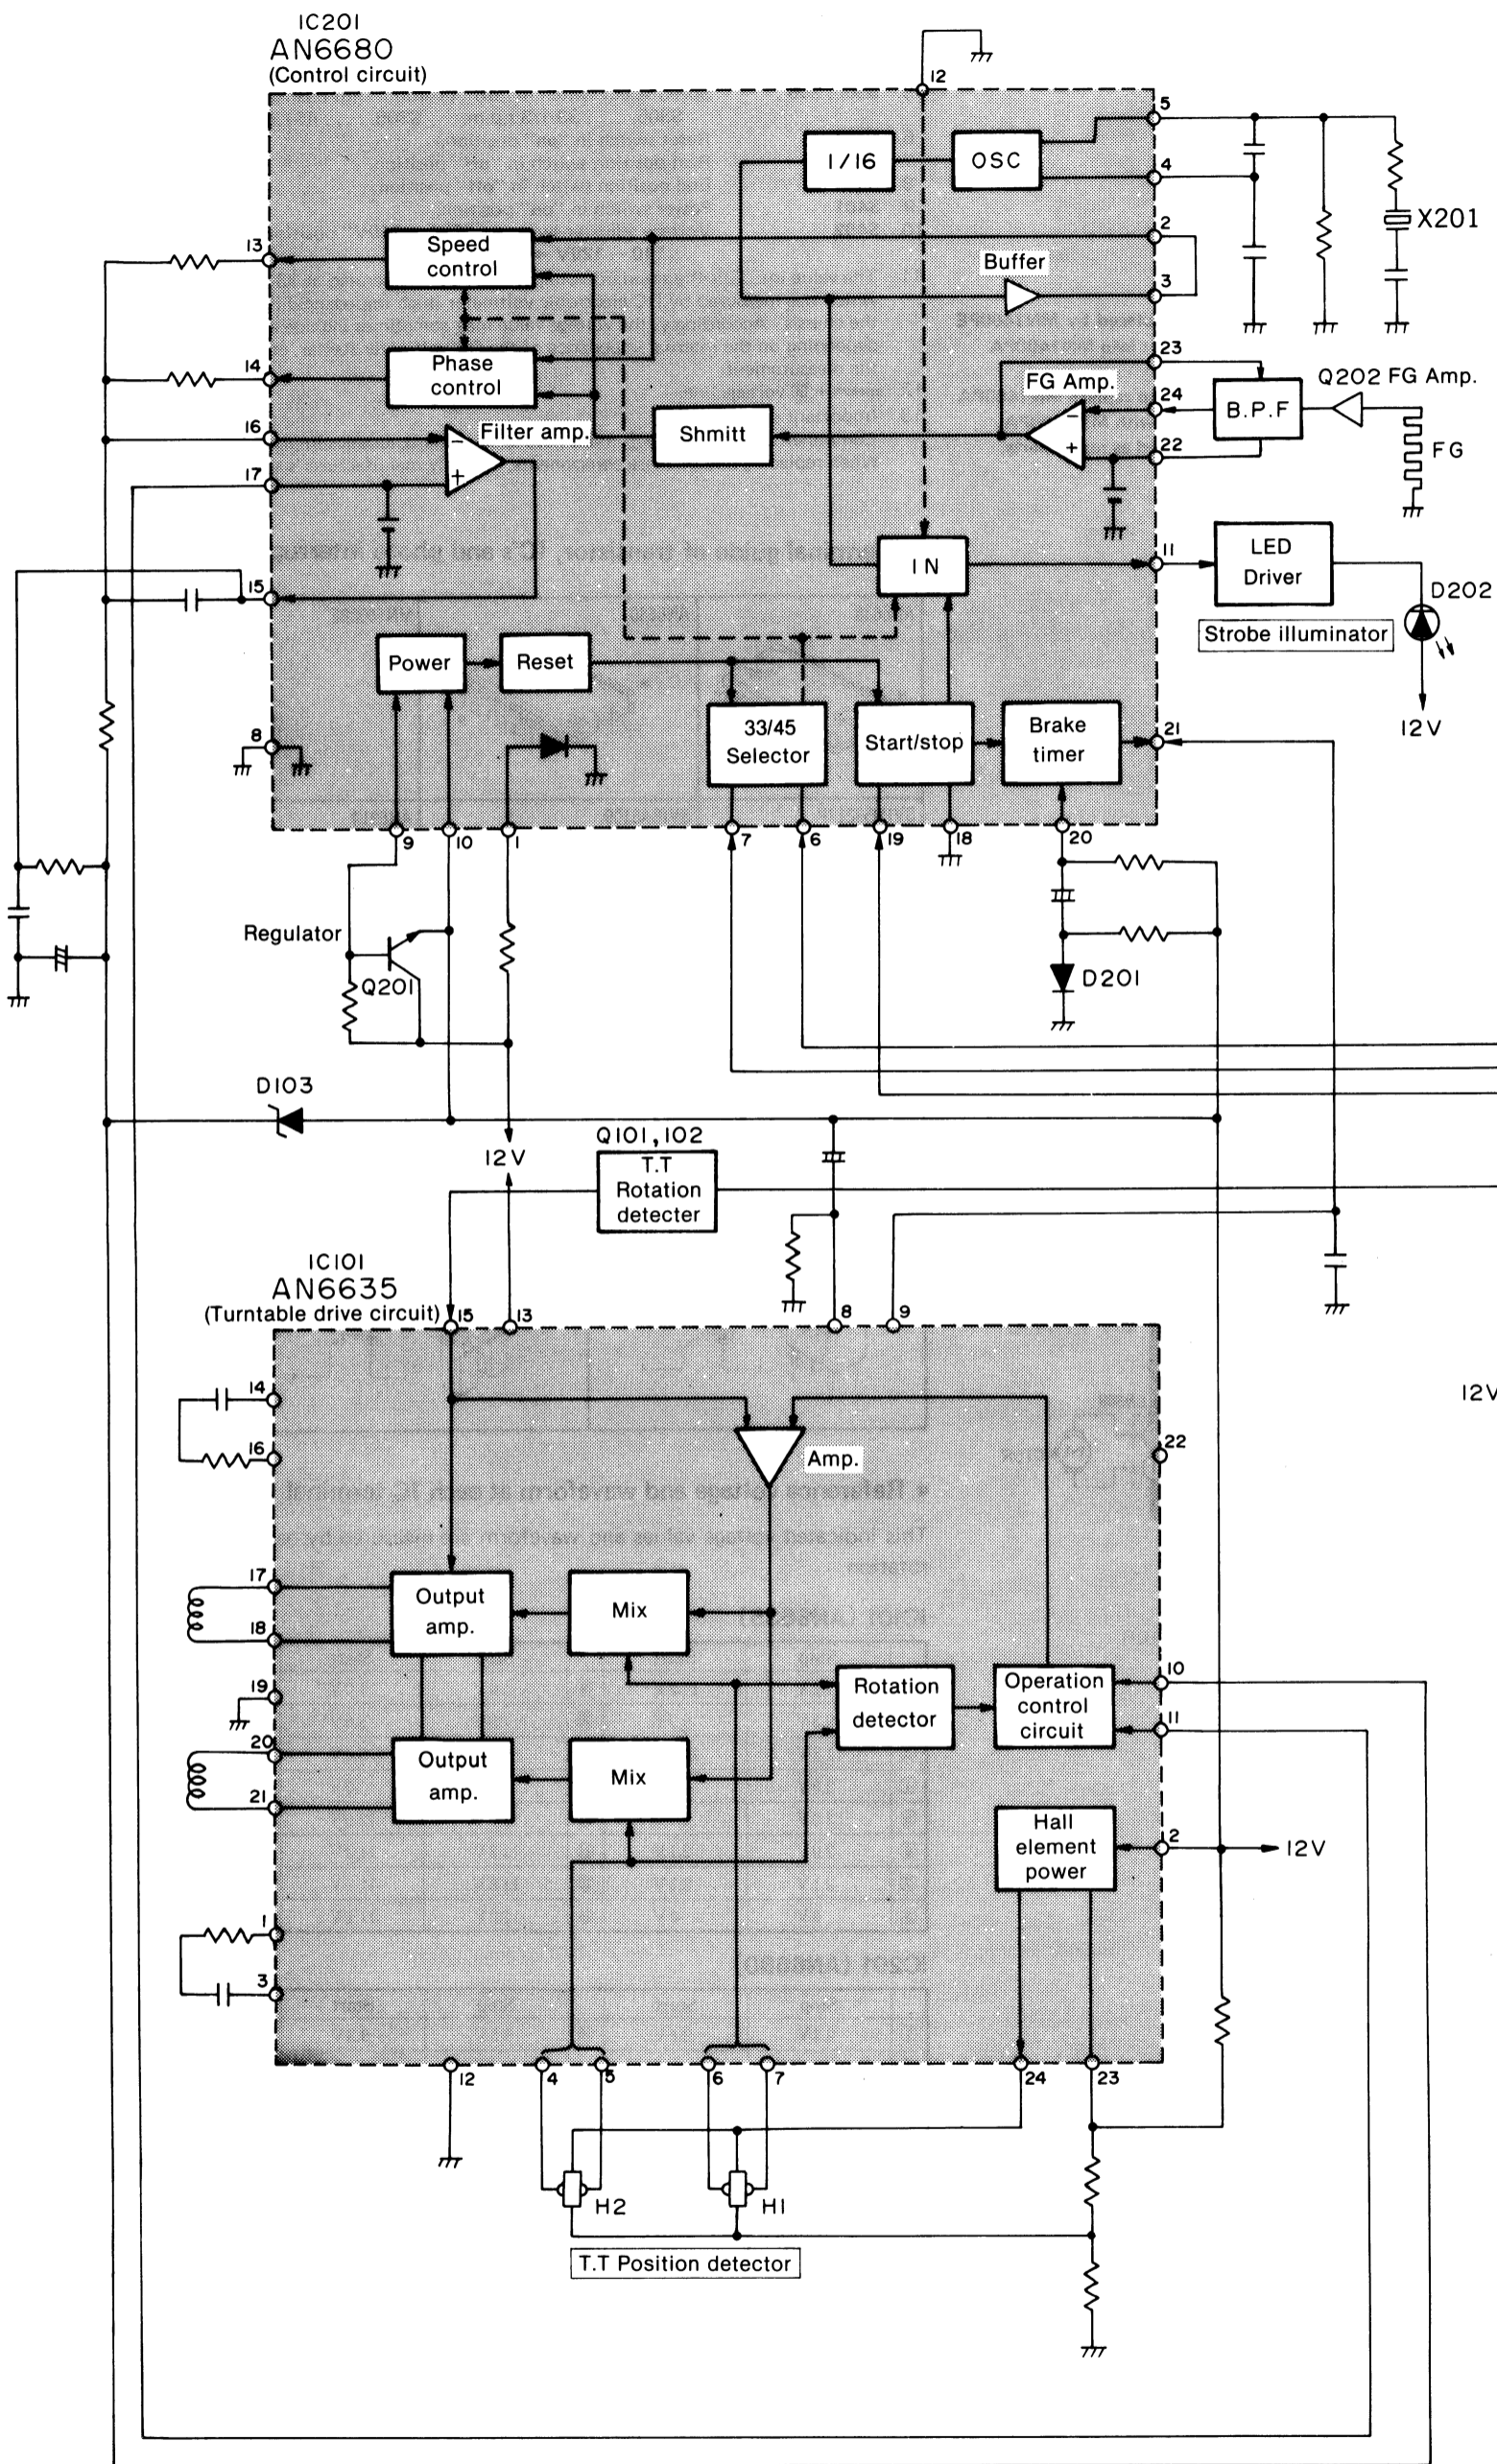 IC201
AN6680
(Control circuit)
12
5
1/16
OSC
4
X201
2
13
Speed
control
Buffer
3
14
Phase
control
23
FG Amp.
24
B.P.F
Q202 FG Amp.
16
Filter amp.
−
+
Shmitt
−
+
22
FG
17
IN
11
LED
Driver
D202
15
Strobe illuminator
12V
Power
Reset
33/45
Selector
Start/stop
Brake
timer
21
8
9
10
1
7
6
19
18
20
Regulator
Q201
D201
D103
12V
Q101,102
T.T
Rotation
detecter
IC101
AN6635
(Turntable drive circuit)
15
13
8
9
14
12V
16
Amp.
22
17
Output
amp.
Mix
18
19
Rotation
detector
Operation
control
circuit
10
11
20
Output
amp.
Mix
21
Hall
element
power
2
12V
1
3
12
4
5
6
7
24
23
H2
H1
T.T Position detector